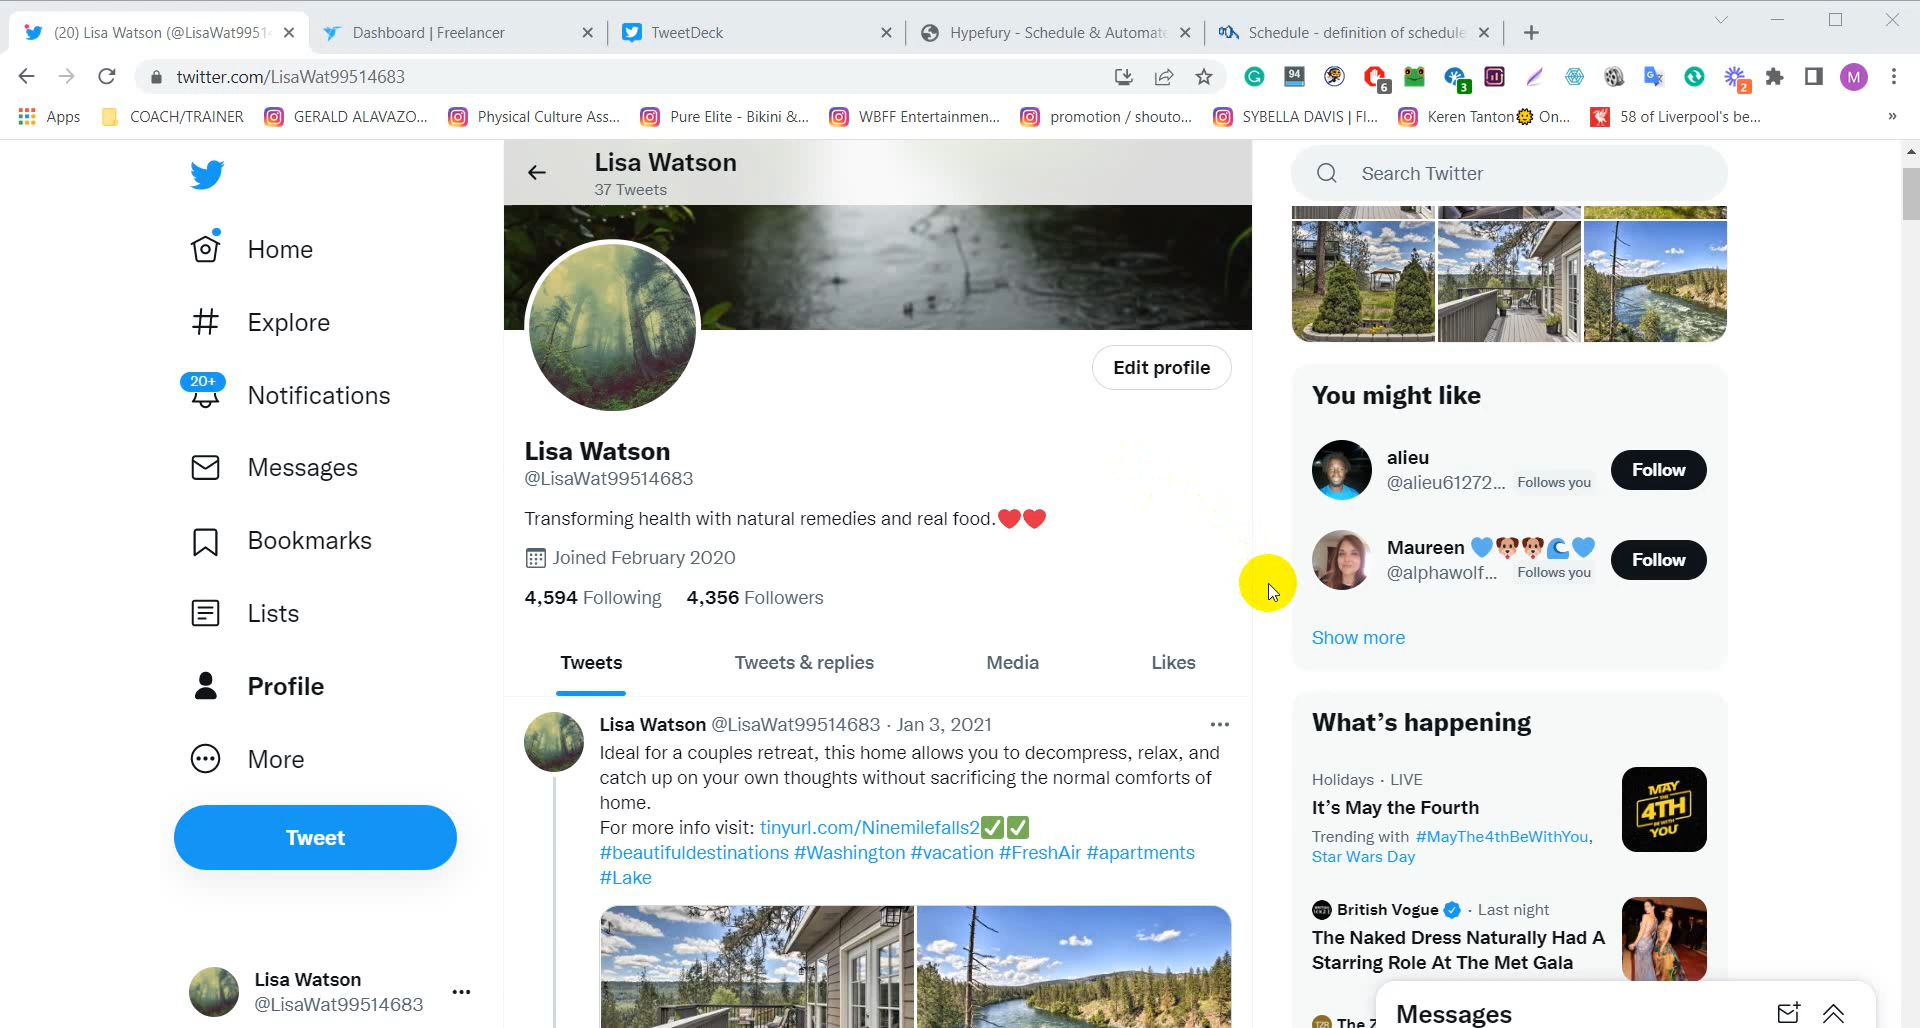 (20) Lisa Watson (@LisaWat9951
Dashboard | Freelancer
TweetDeck
Hypefury - Schedule & Automate
Schedule - definition of schedule
twitter.com/LisaWat99514683
94
6
3
2
M
Apps
COACH/TRAINER
GERALD ALAVAZO...
Physical Culture Ass...
Pure Elite - Bikini &...
WBFF Entertainmen...
promotion / shouto...
SYBELLA DAVIS | FI...
Keren Tanton🌞 On...
58 of Liverpool's be...
»
Home
Explore
20+
Notifications
Messages
Bookmarks
Lists
Profile
More
Tweet
Lisa Watson
@LisaWat99514683
Lisa Watson
37 Tweets
Edit profile
Lisa Watson
@LisaWat99514683
Transforming health with natural remedies and real food.❤️❤️
Joined February 2020
4,594 Following 4,356 Followers
Tweets
Tweets & replies
Media
Likes
Lisa Watson @LisaWat99514683 · Jan 3, 2021
Ideal for a couples retreat, this home allows you to decompress, relax, and
catch up on your own thoughts without sacrificing the normal comforts of
home.
For more info visit: tinyurl.com/Ninemilefalls2✅✅
#beautifuldestinations #Washington #vacation #FreshAir #apartments
#Lake
Search Twitter
You might like
alieu
@alieu61272... Follows you
Follow
Maureen 💙🐶🐶🌊💙
@alphawolf... Follows you
Follow
Show more
What's happening
Holidays · LIVE
It's May the Fourth
Trending with #MayThe4thBeWithYou,
Star Wars Day
MAY
THE
4TH
BE WITH
YOU
British Vogue · Last night
The Naked Dress Naturally Had A
Starring Role At The Met Gala
The
Messages